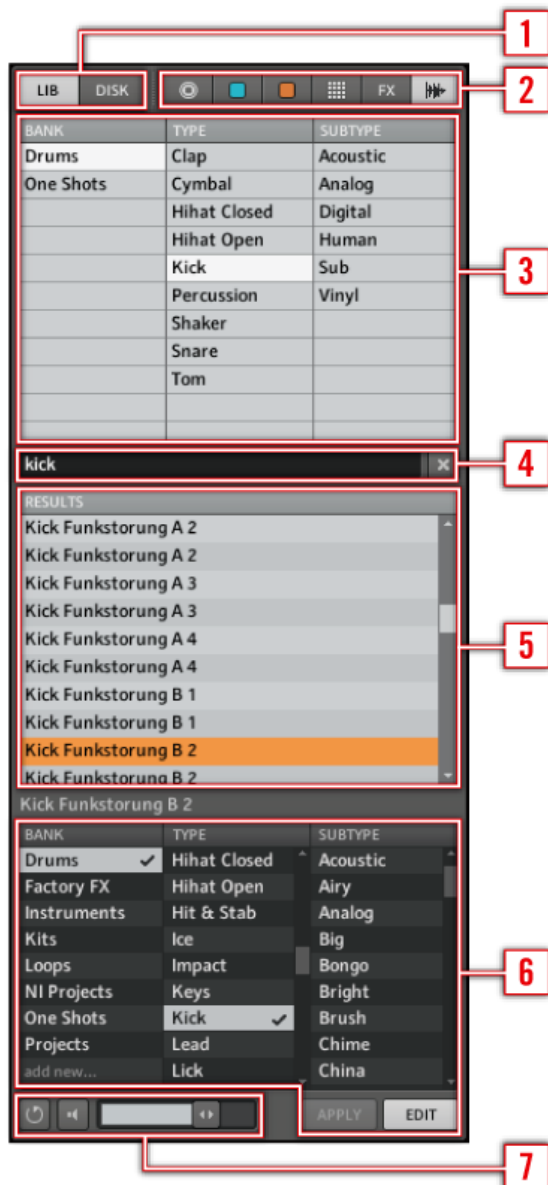 1
LIB DISK FX 2
BANK TYPE SUBTYPE
Drums Clap Acoustic
One Shots Cymbal Analog
Hihat Closed Digital
Hihat Open Human
Kick Sub 3
Percussion Vinyl
Shaker
Snare
Tom
kick 4
RESULTS
Kick Funkstorung A 2
Kick Funkstorung A 2
Kick Funkstorung A 3
Kick Funkstorung A 3
Kick Funkstorung A 4
Kick Funkstorung A 4 5
Kick Funkstorung B 1
Kick Funkstorung B 1
Kick Funkstorung B 2
Kick Funkstorung B 2
Kick Funkstorung B 2
BANK TYPE SUBTYPE
Drums Hihat Closed Acoustic
Factory FX Hihat Open Airy
Instruments Hit & Stab Analog
Kits Ice Big
Loops Impact Bongo 6
NI Projects Keys Bright
One Shots Kick Brush
Projects Lead Chime
add new... Lick China
APPLY EDIT
7